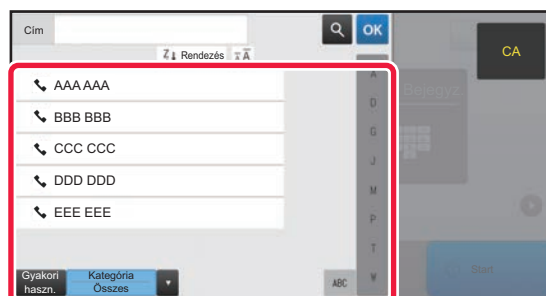 Cím
OK
CA
Rendezés
AAA AAA
BBB BBB
CCC CCC
DDD DDD
EEE EEE
A
D
G
J
M
P
T
W
Bejegyz
Gyakori
haszn.
Kategória
Összes
ABC
Start